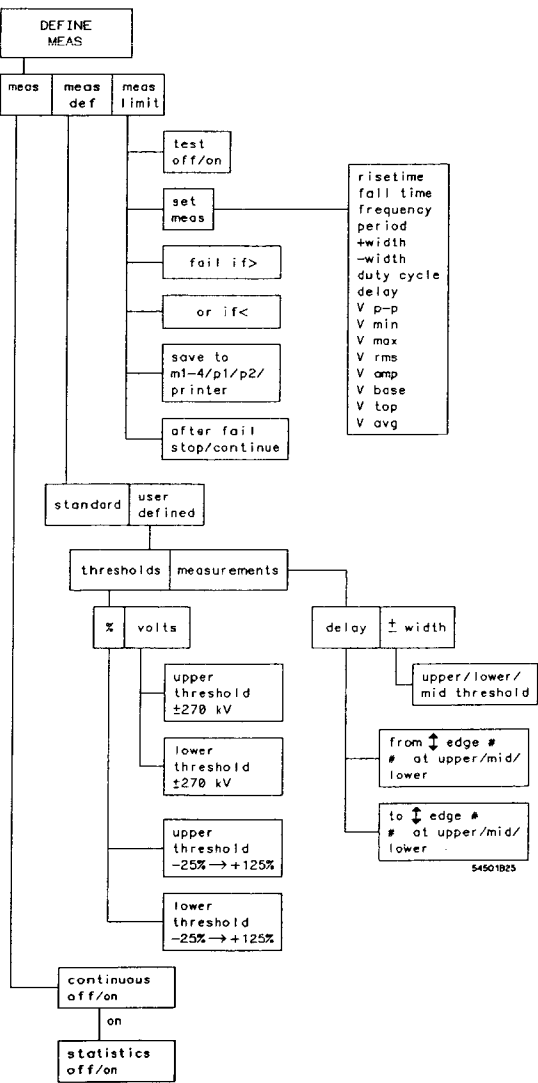 DEFINE
MEAS
meas
meas
def
meas
limit
test
off/on
set
meas
risetime
fall time
frequency
period
+width
-width
duty cycle
delay
V p-p
V min
V max
V rms
V amp
V base
V top
V avg
fail if>
or if<
save to
m1-4/p1/p2/
printer
after fail
stop/continue
standard
user
defined
thresholds
measurements
%
volts
delay
± width
upper
threshold
±270 kV
upper/lower/
mid threshold
lower
threshold
±270 kV
from ↕ edge #
# at upper/mid/
lower
upper
threshold
-25% → +125%
to ↕ edge #
# at upper/mid/
lower
54501B25
lower
threshold
-25% → +125%
continuous
off/on
on
statistics
off/on